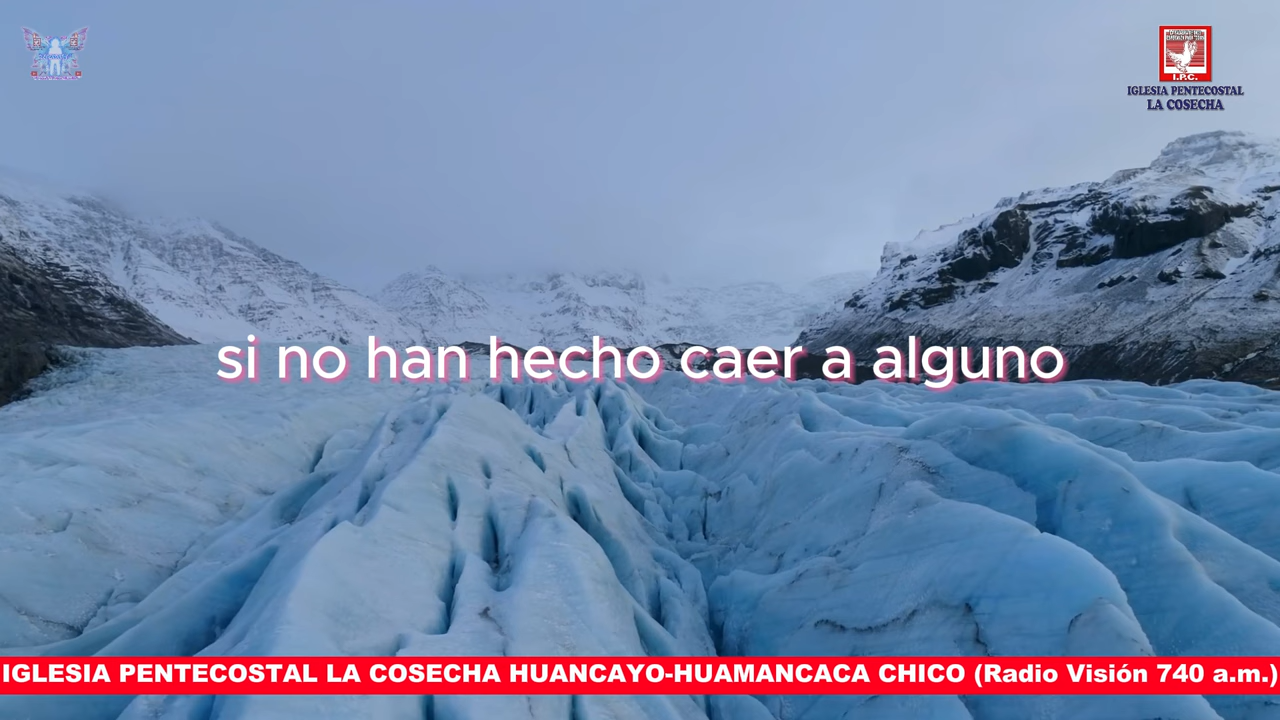 I.P.C.
IGLESIA PENTECOSTAL
LA COSECHA
si no han hecho caer a alguno
IGLESIA PENTECOSTAL LA COSECHA HUANCAYO-HUAMANCACA CHICO (Radio Visión 740 a.m.)